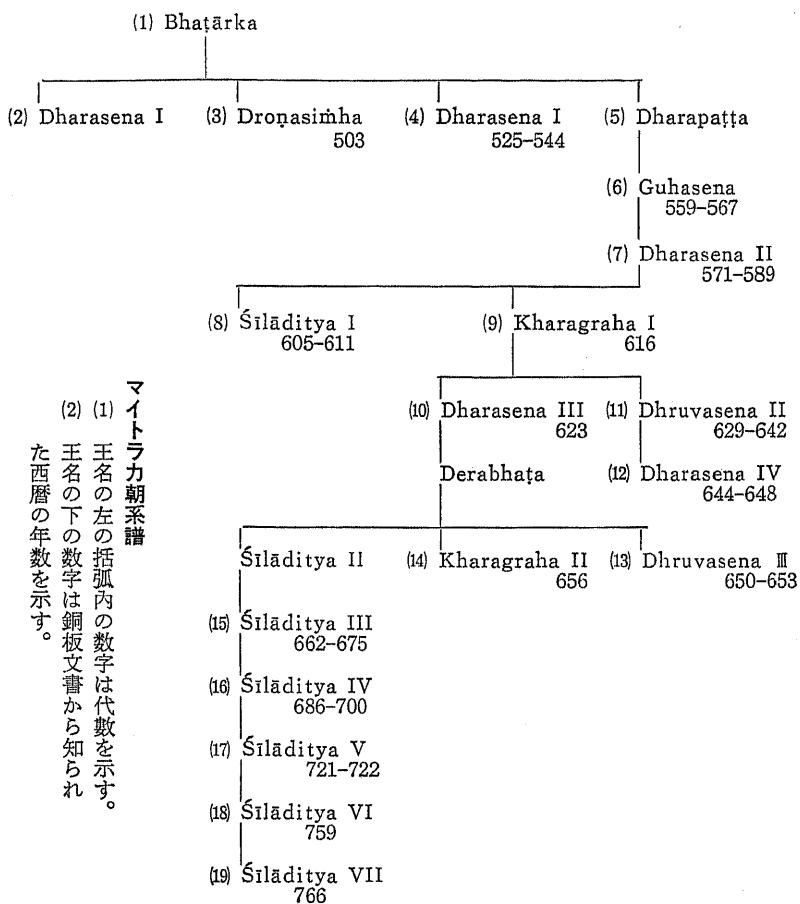 (1) Bhaṭārka
(2) Dharasena I (3) Droṇasiṁha (4) Dharasena I (5) Dharapaṭṭa
503 525-544
(6) Guhasena
559-567
(7) Dharasena II
571-589
(8) Śīlāditya I (9) Kharagraha I
605-611 616
(10) Dharasena III (11) Dhruvasena II
623 629-642
Derabhaṭa (12) Dharasena IV
644-648
Śīlāditya II (14) Kharagraha II (13) Dhruvasena III
656 650-653
(15) Śīlāditya III
662-675
(16) Śīlāditya IV
686-700
(17) Śīlāditya V
721-722
(18) Śīlāditya VI
759
(19) Śīlāditya VII
766
マイトラカ朝系譜
(1) 王名の左の括弧内の数字は代数を示す。
(2) 王名の下の数字は銅板文書から知られ
た西暦の年数を示す。